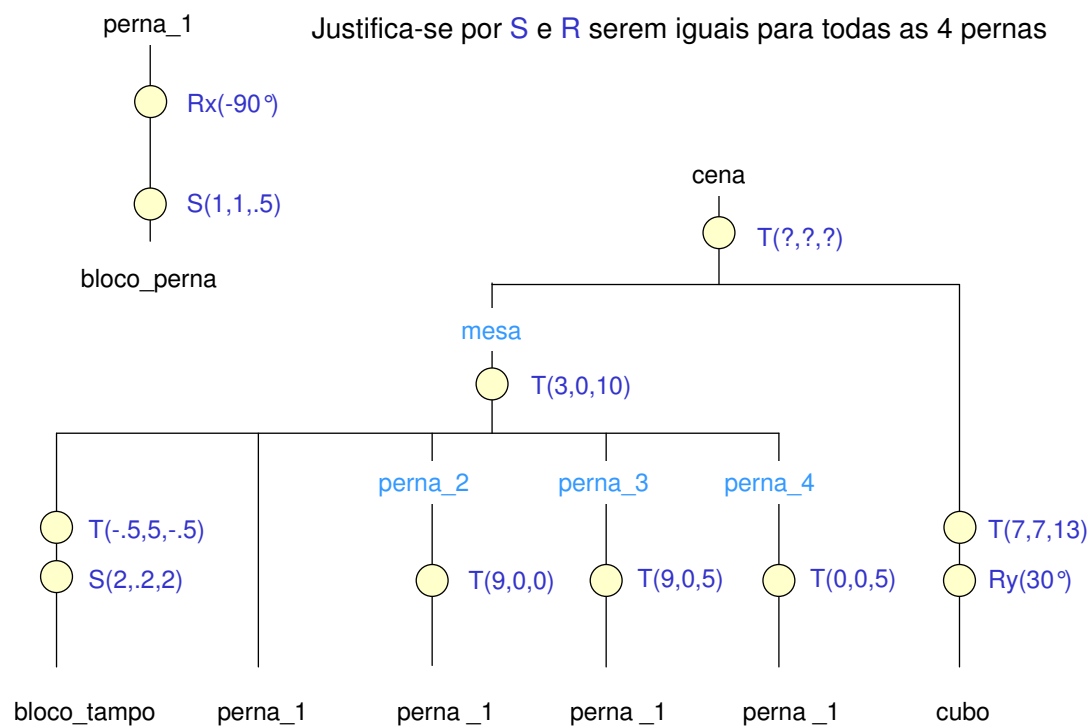 perna_1
Justifica-se por S e R serem iguais para todas as 4 pernas
Rx(-90°)
S(1,1,.5)
bloco_perna
cena
T(?,?,?)
mesa
T(3,0,10)
perna_2
perna_3
perna_4
T(-.5,5,-.5)
S(2,.2,2)
T(9,0,0)
T(9,0,5)
T(0,0,5)
T(7,7,13)
Ry(30°)
bloco_tampo
perna_1
perna _1
perna _1
perna _1
cubo